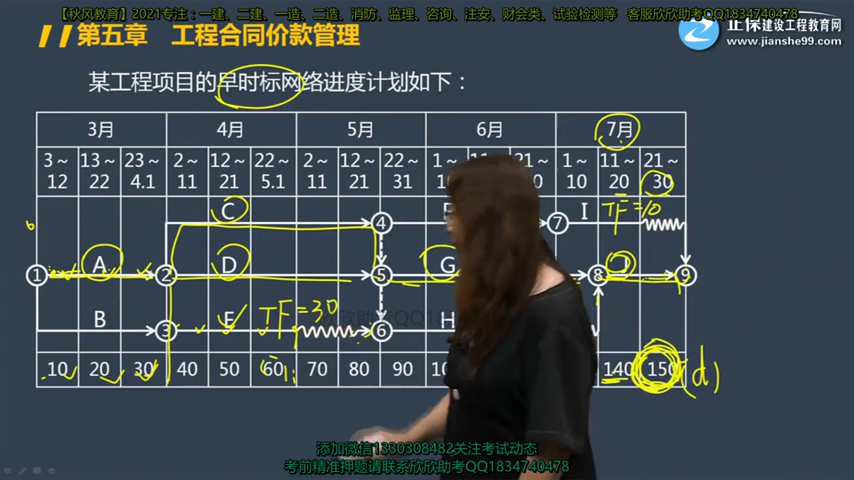 【秋风教育】2021专注：一建、二建、一造、二造、消防、监理、咨询、注安、财会类、试验检测等 客服欣欣助考QQ1834740478
第五章 工程合同价款管理
正保建设工程教育网
www.jianshe99.com
某工程项目的早时标网络进度计划如下：
3月 4月 5月 6月 7月
3～12 13～22 23～4.1 2～11 12～21 22～5.1 2～11 12～21 22～31 1～ 1～10 11～20 21～30
C ④ ⑦ I TF=10
① A ② D ⑤ G ⑧ ⑨
B ③ TF=30 ⑥ H
10 20 30 40 50 60 70 80 90 140 150 (d)
添加微信1330308482关注考试动态
考前精准押题请联系欣欣助考QQ1834740478